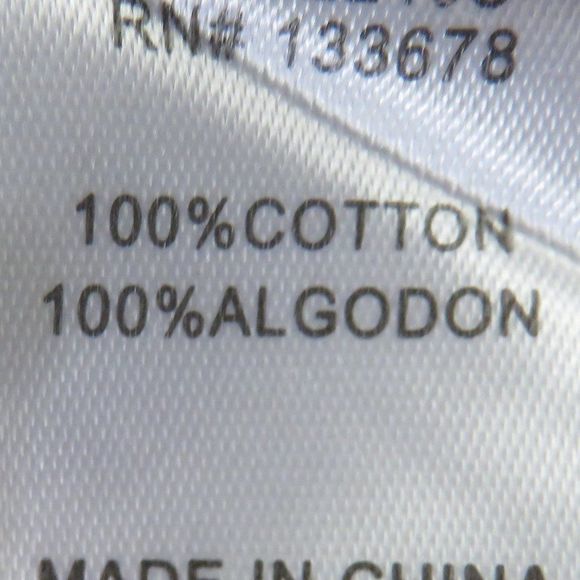 RN# 133678
100%COTTON
100%ALGODON
MADE IN CHINA